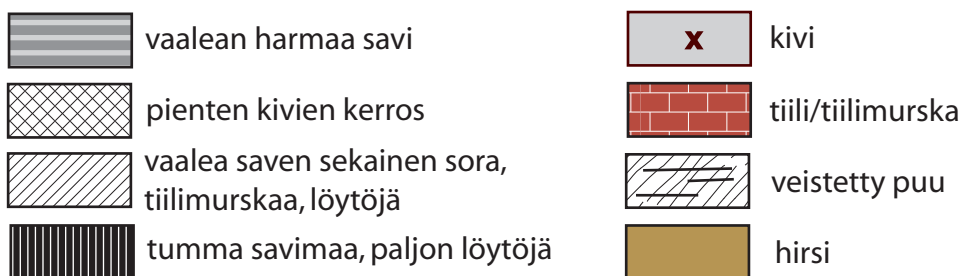 vaalean harmaa savi
pienten kivien kerros
vaalea saven sekainen sora,
tiilimurskaa, löytöjä
tumma savimaa, paljon löytöjä
x
kivi
tiili/tiilimurska
veistetty puu
hirsi